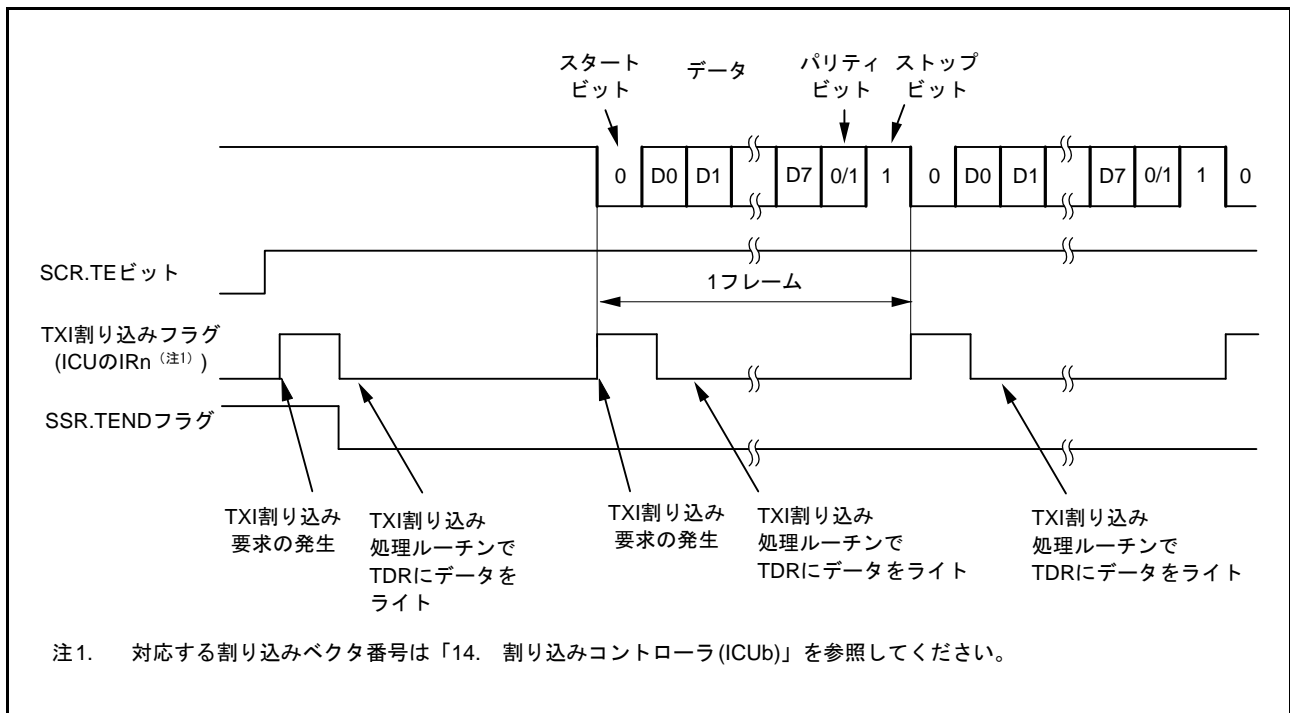 スタート
ビット
データ
パリティ
ビット
ストップ
ビット
0 D0 D1 D7 0/1 1 0 D0 D1 D7 0/1 1 0
SCR.TEビット
1フレーム
TXI割り込みフラグ
(ICUのIRn（注1）)
SSR.TENDフラグ
TXI割り込み
要求の発生
TXI割り込み
処理ルーチンで
TDRにデータを
ライト
TXI割り込み
要求の発生
TXI割り込み
処理ルーチンで
TDRにデータをライト
TXI割り込み
処理ルーチンで
TDRにデータをライト
注1. 対応する割り込みベクタ番号は「14. 割り込みコントローラ(ICUb)」を参照してください。